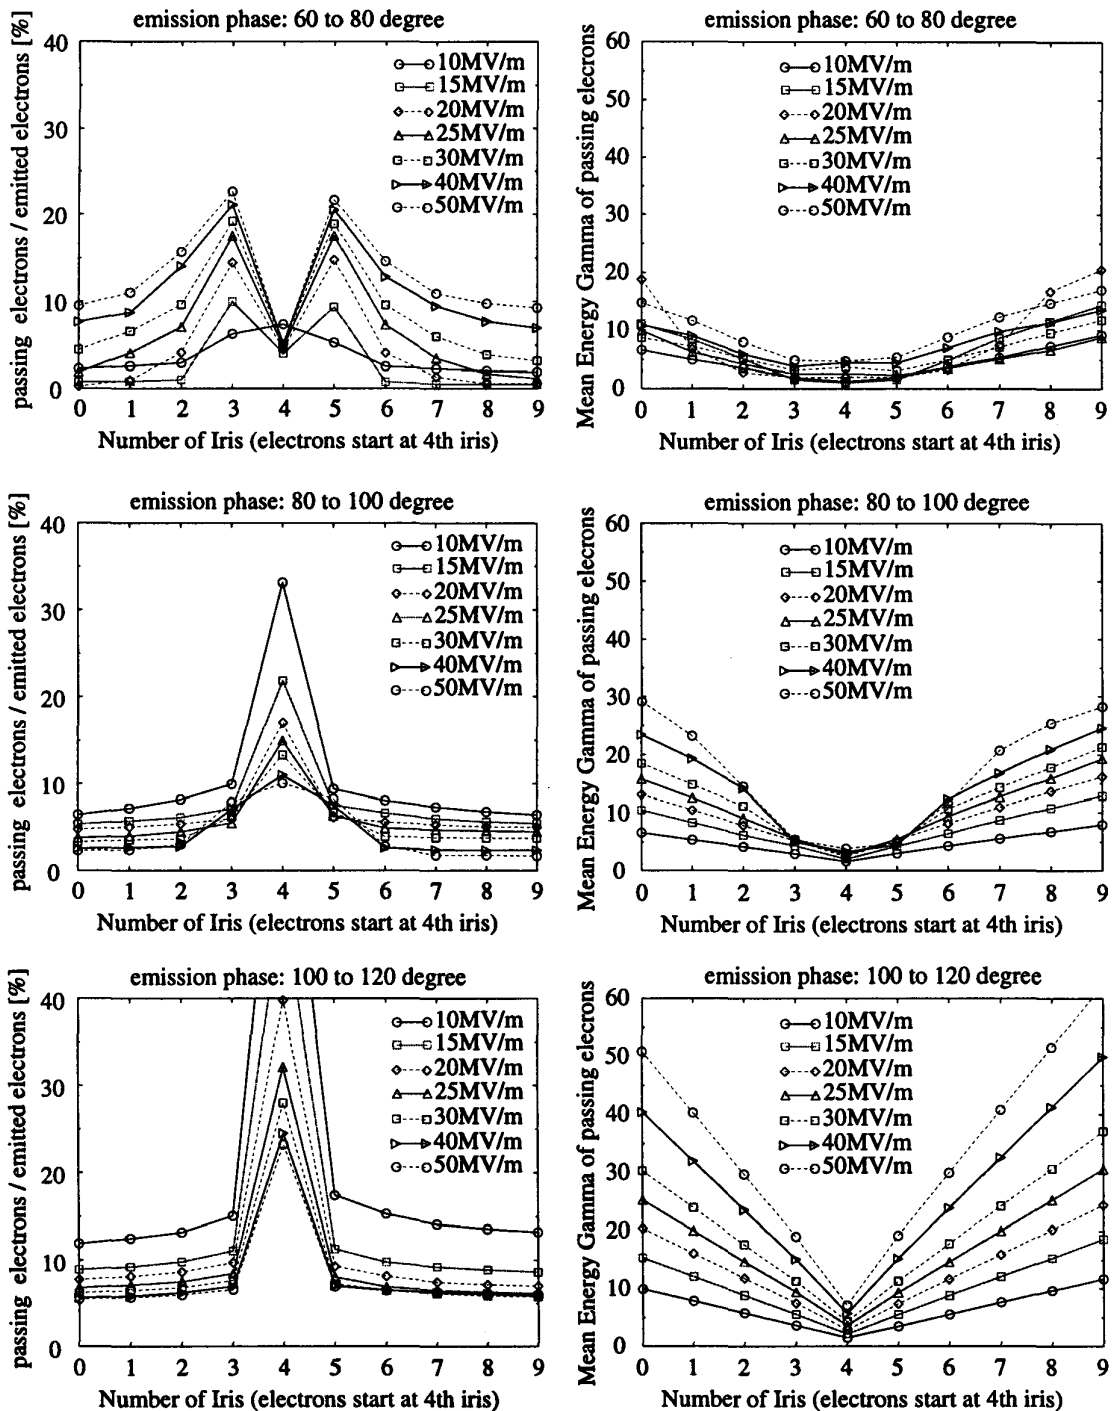 emission phase: 60 to 80 degree
passing electrons / emitted electrons [%]
40
30
20
10
0
10MV/m
15MV/m
20MV/m
25MV/m
30MV/m
40MV/m
50MV/m
0 1 2 3 4 5 6 7 8 9
Number of Iris (electrons start at 4th iris)
emission phase: 60 to 80 degree
Mean Energy Gamma of passing elecrons
60
50
40
30
20
10
0
10MV/m
15MV/m
20MV/m
25MV/m
30MV/m
40MV/m
50MV/m
0 1 2 3 4 5 6 7 8 9
Number of Iris (electrons start at 4th iris)
emission phase: 80 to 100 degree
passing electrons / emitted electrons [%]
40
30
20
10
0
10MV/m
15MV/m
20MV/m
25MV/m
30MV/m
40MV/m
50MV/m
0 1 2 3 4 5 6 7 8 9
Number of Iris (electrons start at 4th iris)
emission phase: 80 to 100 degree
Mean Energy Gamma of passing elecrons
60
50
40
30
20
10
0
10MV/m
15MV/m
20MV/m
25MV/m
30MV/m
40MV/m
50MV/m
0 1 2 3 4 5 6 7 8 9
Number of Iris (electrons start at 4th iris)
emission phase: 100 to 120 degree
passing electrons / emitted electrons [%]
40
30
20
10
0
10MV/m
15MV/m
20MV/m
25MV/m
30MV/m
40MV/m
50MV/m
0 1 2 3 4 5 6 7 8 9
Number of Iris (electrons start at 4th iris)
emission phase: 100 to 120 degree
Mean Energy Gamma of passing elecrons
60
50
40
30
20
10
0
10MV/m
15MV/m
20MV/m
25MV/m
30MV/m
40MV/m
50MV/m
0 1 2 3 4 5 6 7 8 9
Number of Iris (electrons start at 4th iris)